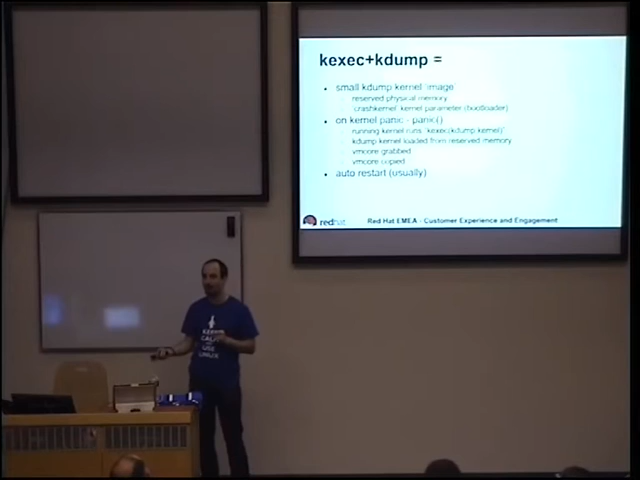 kexec+kdump =
small kdump kernel 'image'
reserved physical memory
'crashkernel' kernel parameter (bootloader)
on kernel panic - panic()
running kernel runs 'kexec(kdump kernel)'
kdump kernel loaded from reserved memory
vmcore grabbed
vmcore copied
auto restart (usually)
redhat
Red Hat EMEA - Customer Experience and Engagement
KEEP
CALM
USE
LINUX